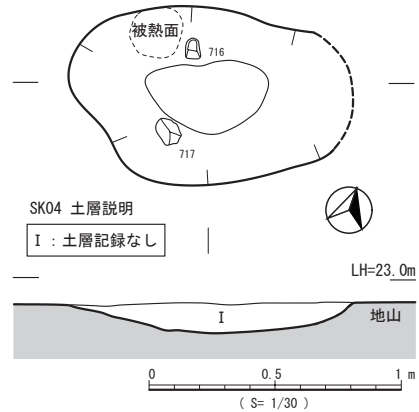 被熱面
716
717
SK04 土層説明
I ：土層記録なし
LH=23.0m
I
地山
0 0.5 1 m
( S= 1/30 )